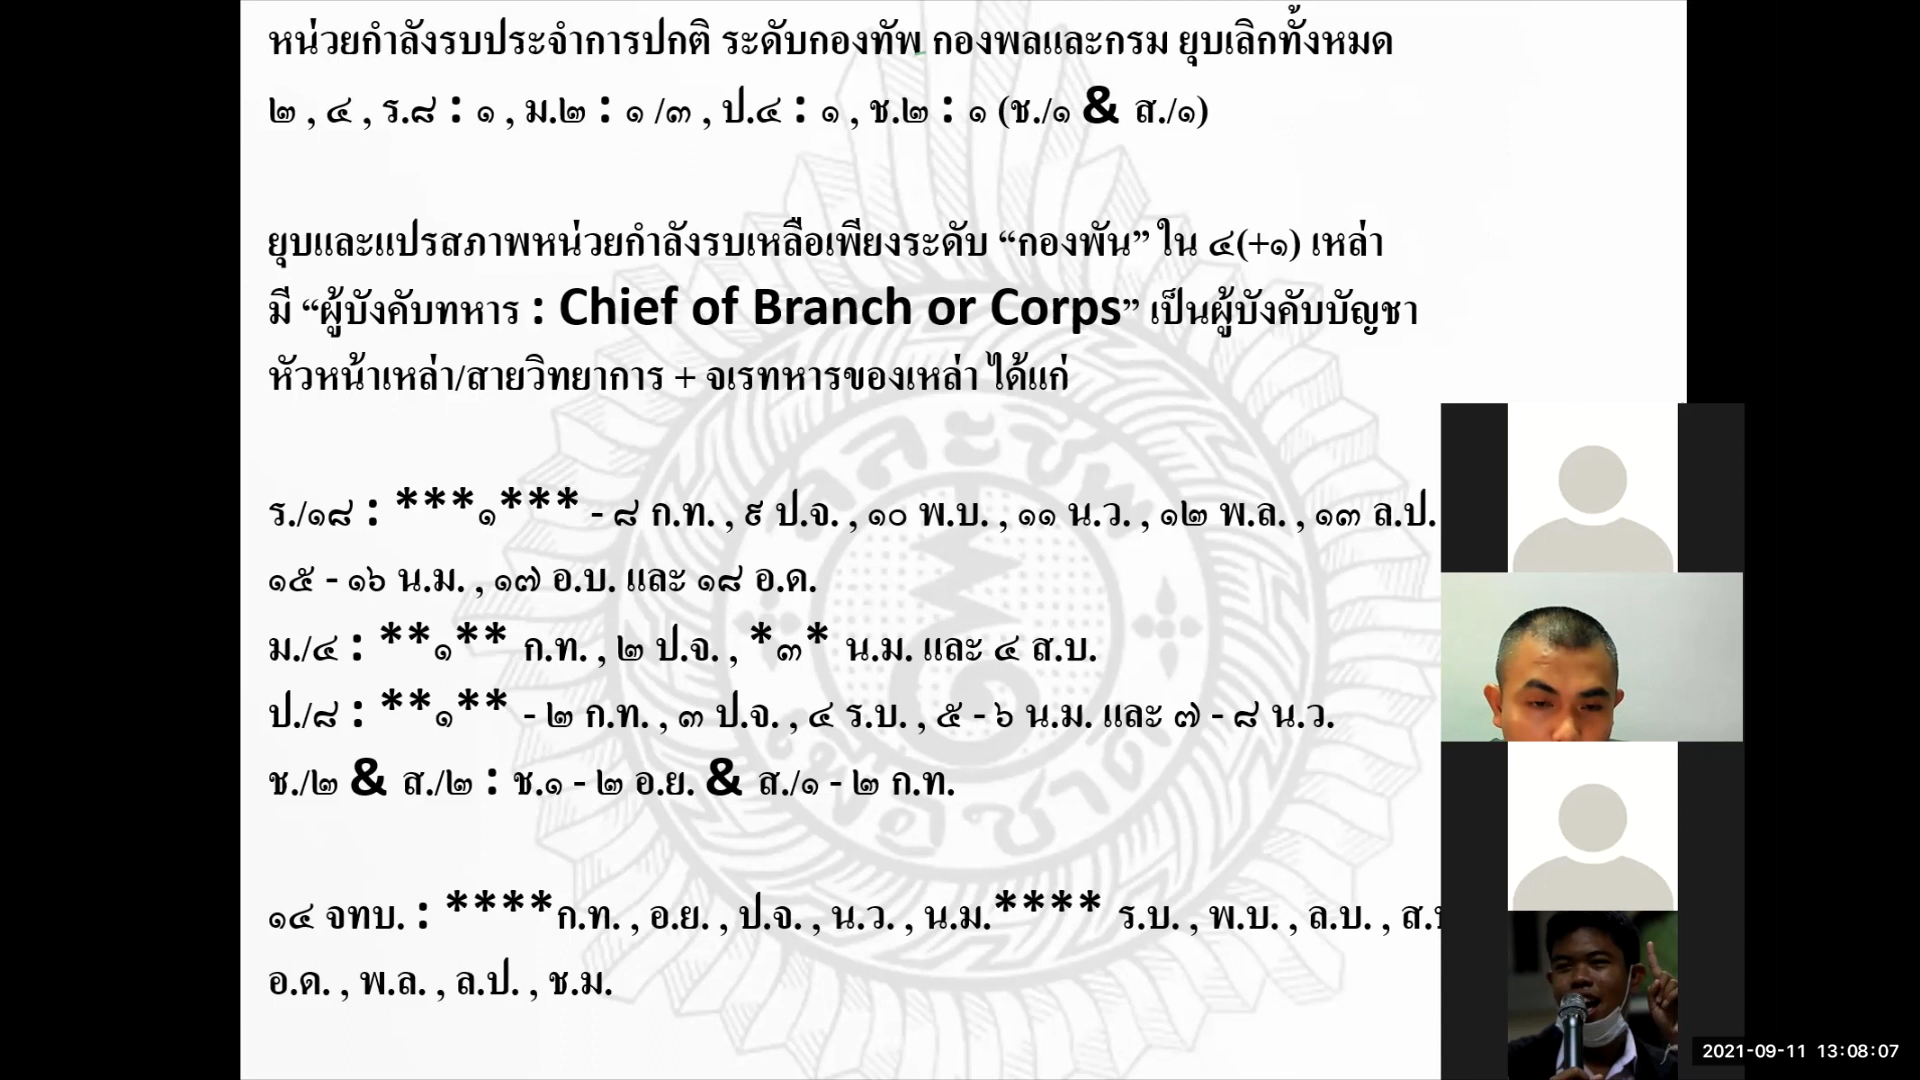 หน่วยกำลังรบประจำการปกติ ระดับกองทัพ กองพลและกรม ยุบเลิกทั้งหมด
๒ , ๔ , ร.๘ : ๑ , ม.๒ : ๑ /๓ , ป.๔ : ๑ , ช.๒ : ๑ (ช./๑ & ส./๑)
ยุบและแปรสภาพหน่วยกำลังรบเหลือเพียงระดับ “กองพัน” ใน ๔(+๑) เหล่า
มี “ผู้บังคับทหาร : Chief of Branch or Corps” เป็นผู้บังคับบัญชา
หัวหน้าเหล่า/สายวิทยาการ + จเรทหารของเหล่า ได้แก่
ร./๑๘ : ***๑*** - ๘ ก.ท. , ๙ ป.จ. , ๑๐ พ.บ. , ๑๑ น.ว. , ๑๒ พ.ล. , ๑๓ ล.ป.
๑๕ - ๑๖ น.ม. , ๑๗ อ.บ. และ ๑๘ อ.ด.
ม./๔ : **๑** ก.ท. , ๒ ป.จ. , *๓* น.ม. และ ๔ ส.บ.
ป./๘ : **๑** - ๒ ก.ท. , ๓ ป.จ. , ๔ ร.บ. , ๕ - ๖ น.ม. และ ๗ - ๘ น.ว.
ช./๒ & ส./๒ : ช.๑ - ๒ อ.ย. & ส./๑ - ๒ ก.ท.
๑๔ จทบ. : ****ก.ท. , อ.ย. , ป.จ. , น.ว. , น.ม.**** ร.บ. , พ.บ. , ล.บ. ,
อ.ด. , พ.ล. , ล.ป. , ช.ม.
2021-09-11 13:08:07